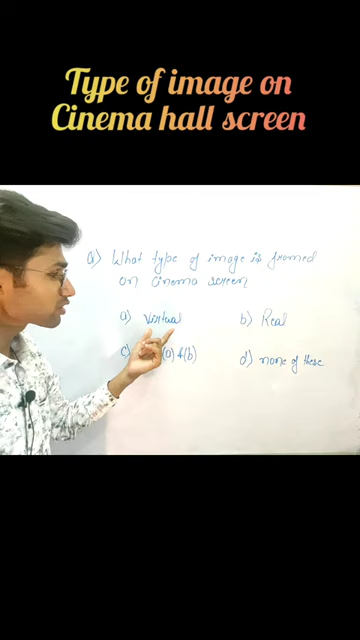 Type of image on
Cinema hall screen
Q) What type of image is fromed
on cinema screen
a) Virtual
b) Real
c) (a) & (b)
d) none of these